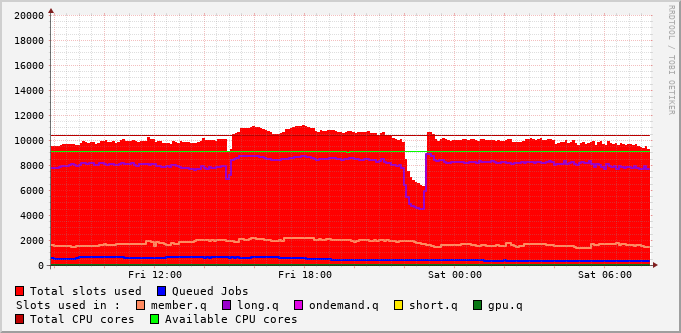 20000
18000
16000
14000
12000
10000
8000
6000
4000
2000
0
Fri 12:00 Fri 18:00 Sat 00:00 Sat 06:00
Total slots used Queued Jobs
Slots used in : member.q long.q ondemand.q short.q gpu.q
Total CPU cores Available CPU cores
RRDTOOL / TOBI OETIKER